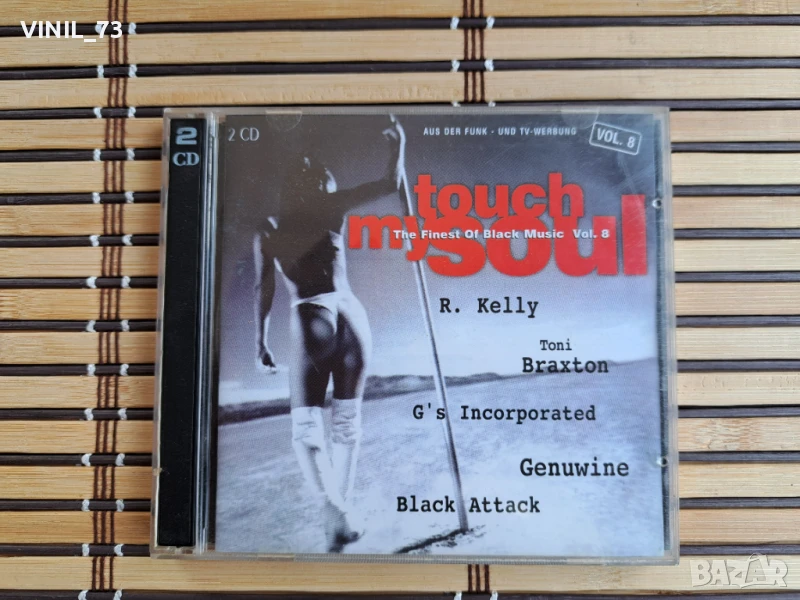 VINIL_73
2
CD
2 CD
AUS DER FUNK - UND TV-WERBUNG
VOL. 8
touch
my soul
The Finest Of Black Music Vol. 8
R. Kelly
Toni
Braxton
G's Incorporated
Genuwine
Black Attack
BAZAR